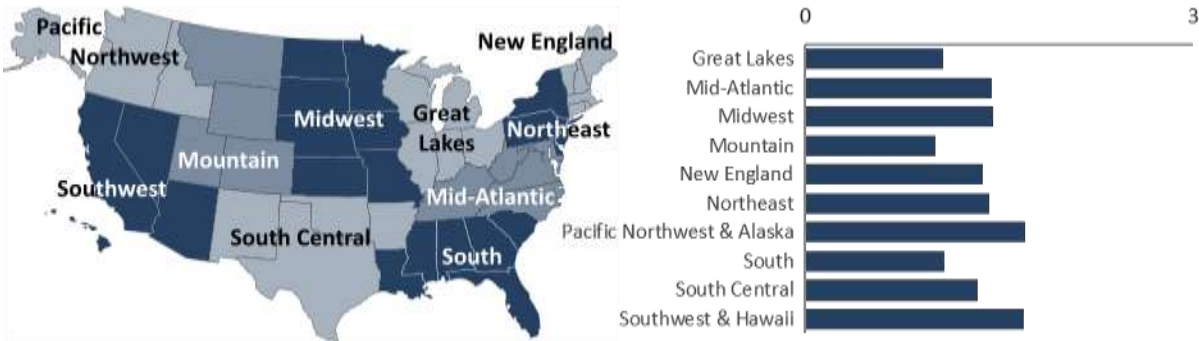 Pacific
Northwest
New England
Midwest
Great
Lakes
Northeast
Mountain
Southwest
Mid-Atlantic
South Central
South
0 3
Great Lakes
Mid-Atlantic
Midwest
Mountain
New England
Northeast
Pacific Northwest & Alaska
South
South Central
Southwest & Hawaii